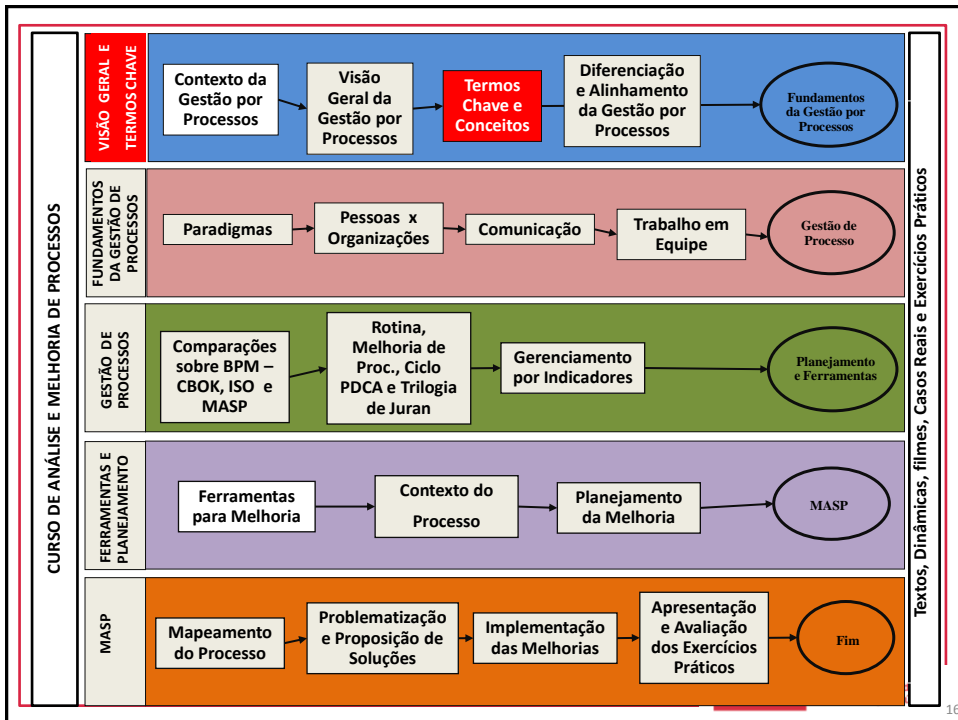 CURSO DE ANÁLISE E MELHORIA DE PROCESSOS
VISÃO GERAL E
TERMOS CHAVE
Contexto da
Gestão por
Processos
Visão
Geral da
Gestão por
Processos
Termos
Chave e
Conceitos
Diferenciação
e Alinhamento
da Gestão por
Processos
Fundamentos
da Gestão por
Processos
FUNDAMENTOS
DA GESTÃO DE
PROCESSOS
Paradigmas
Pessoas x
Organizações
Comunicação
Trabalho em
Equipe
Gestão de
Processo
GESTÃO DE
PROCESSOS
Comparações
sobre BPM –
CBOK, ISO e
MASP
Rotina,
Melhoria de
Proc., Ciclo
PDCA e Trilogia
de Juran
Gerenciamento
por Indicadores
Planejamento
e Ferramentas
FERRAMENTAS E
PLANEJAMENTO
Ferramentas
para Melhoria
Contexto do
Processo
Planejamento
da Melhoria
MASP
MASP
Mapeamento
do Processo
Problematização
e Proposição de
Soluções
Implementação
das Melhorias
Apresentação
e Avaliação
dos Exercícios
Práticos
Fim
Textos, Dinâmicas, filmes, Casos Reais e Exercícios Práticos
16